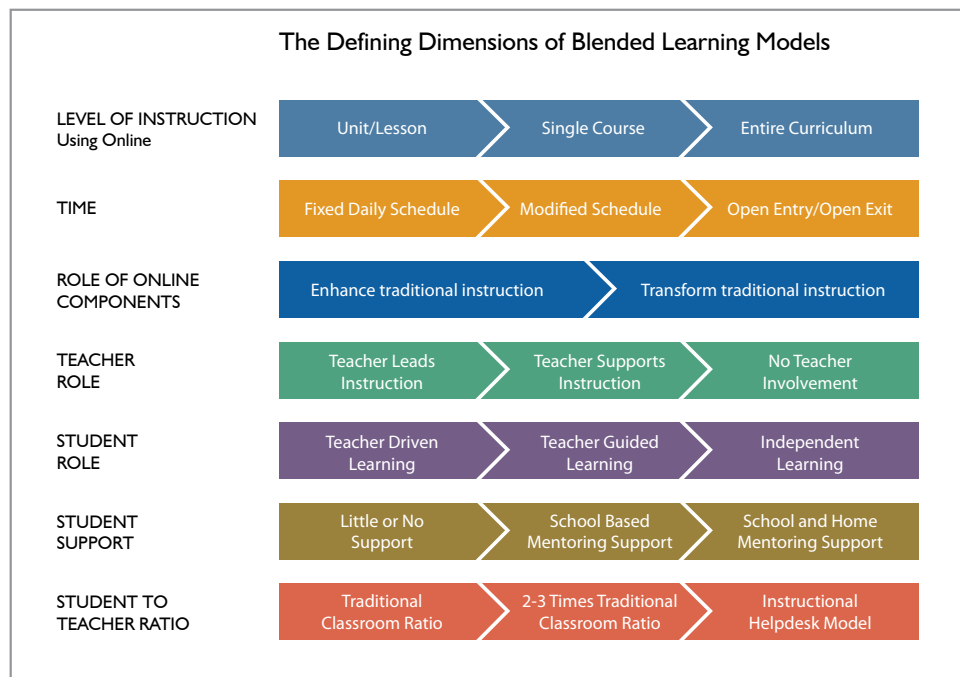 The Defining Dimensions of Blended Learning Models
LEVEL OF INSTRUCTION
Using Online
Unit/Lesson
Single Course
Entire Curriculum
TIME
Fixed Daily Schedule
Modified Schedule
Open Entry/Open Exit
ROLE OF ONLINE
COMPONENTS
Enhance traditional instruction
Transform traditional instruction
TEACHER
ROLE
Teacher Leads
Instruction
Teacher Supports
Instruction
No Teacher
Involvement
STUDENT
ROLE
Teacher Driven
Learning
Teacher Guided
Learning
Independent
Learning
STUDENT
SUPPORT
Little or No
Support
School Based
Mentoring Support
School and Home
Mentoring Support
STUDENT TO
TEACHER RATIO
Traditional
Classroom Ratio
2-3 Times Traditional
Classroom Ratio
Instructional
Helpdesk Model